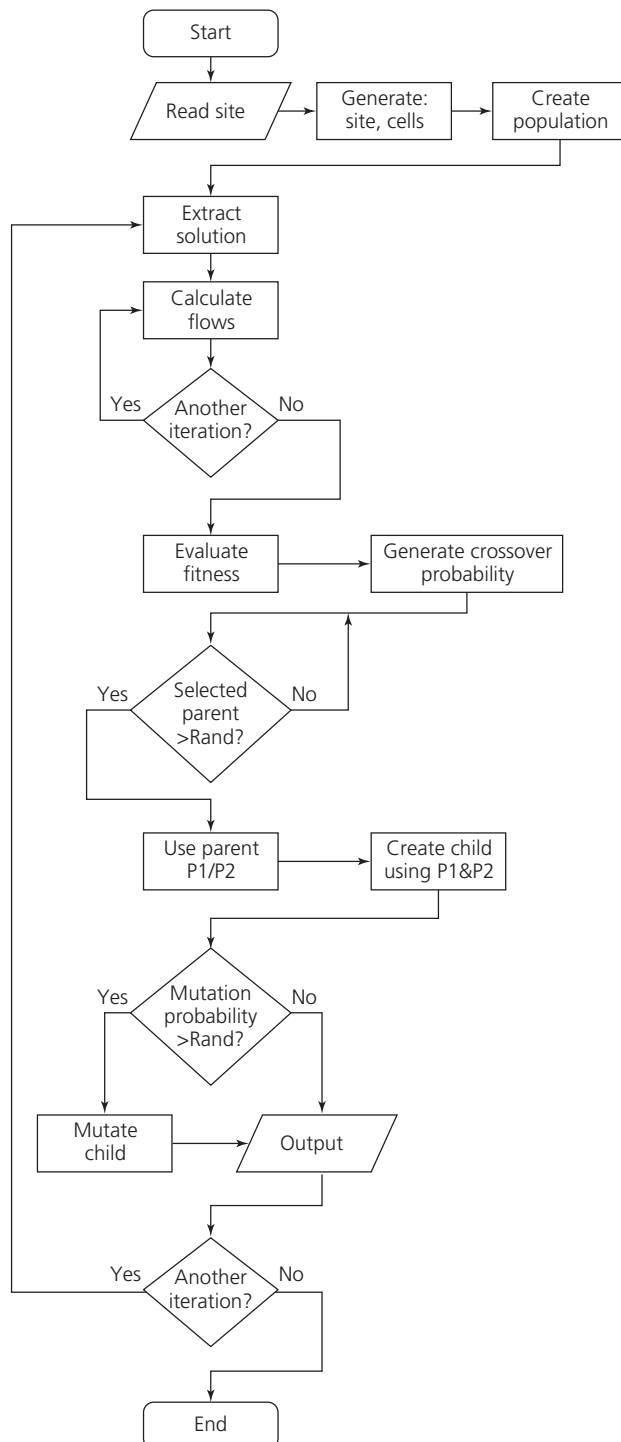 Start
Read site
Generate:
site, cells
Create
population
Extract
solution
Calculate
flows
Yes
Another
iteration?
No
Evaluate
fitness
Generate crossover
probability
Yes
Selected
parent
>Rand?
No
Use parent
P1/P2
Create child
using P1&P2
Yes
Mutation
probability
>Rand?
No
Mutate
child
Output
Yes
Another
iteration?
No
End